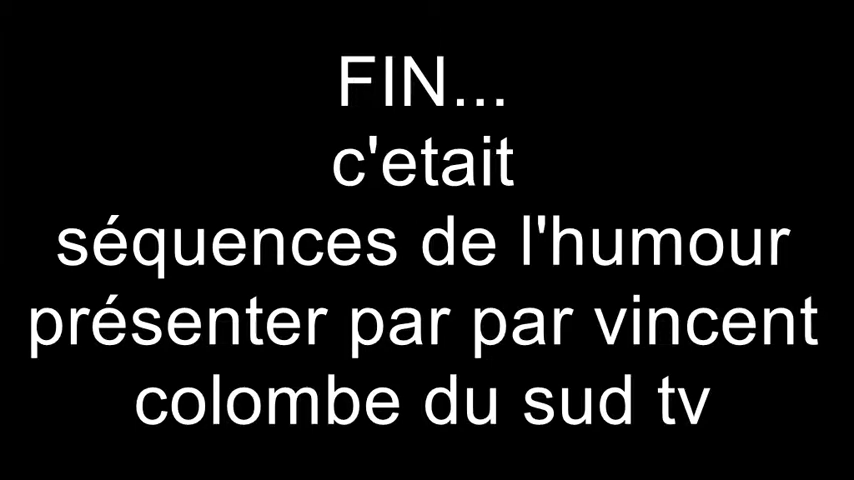 FIN...
c'etait
séquences de l'humour
présenter par par vincent
colombe du sud tv